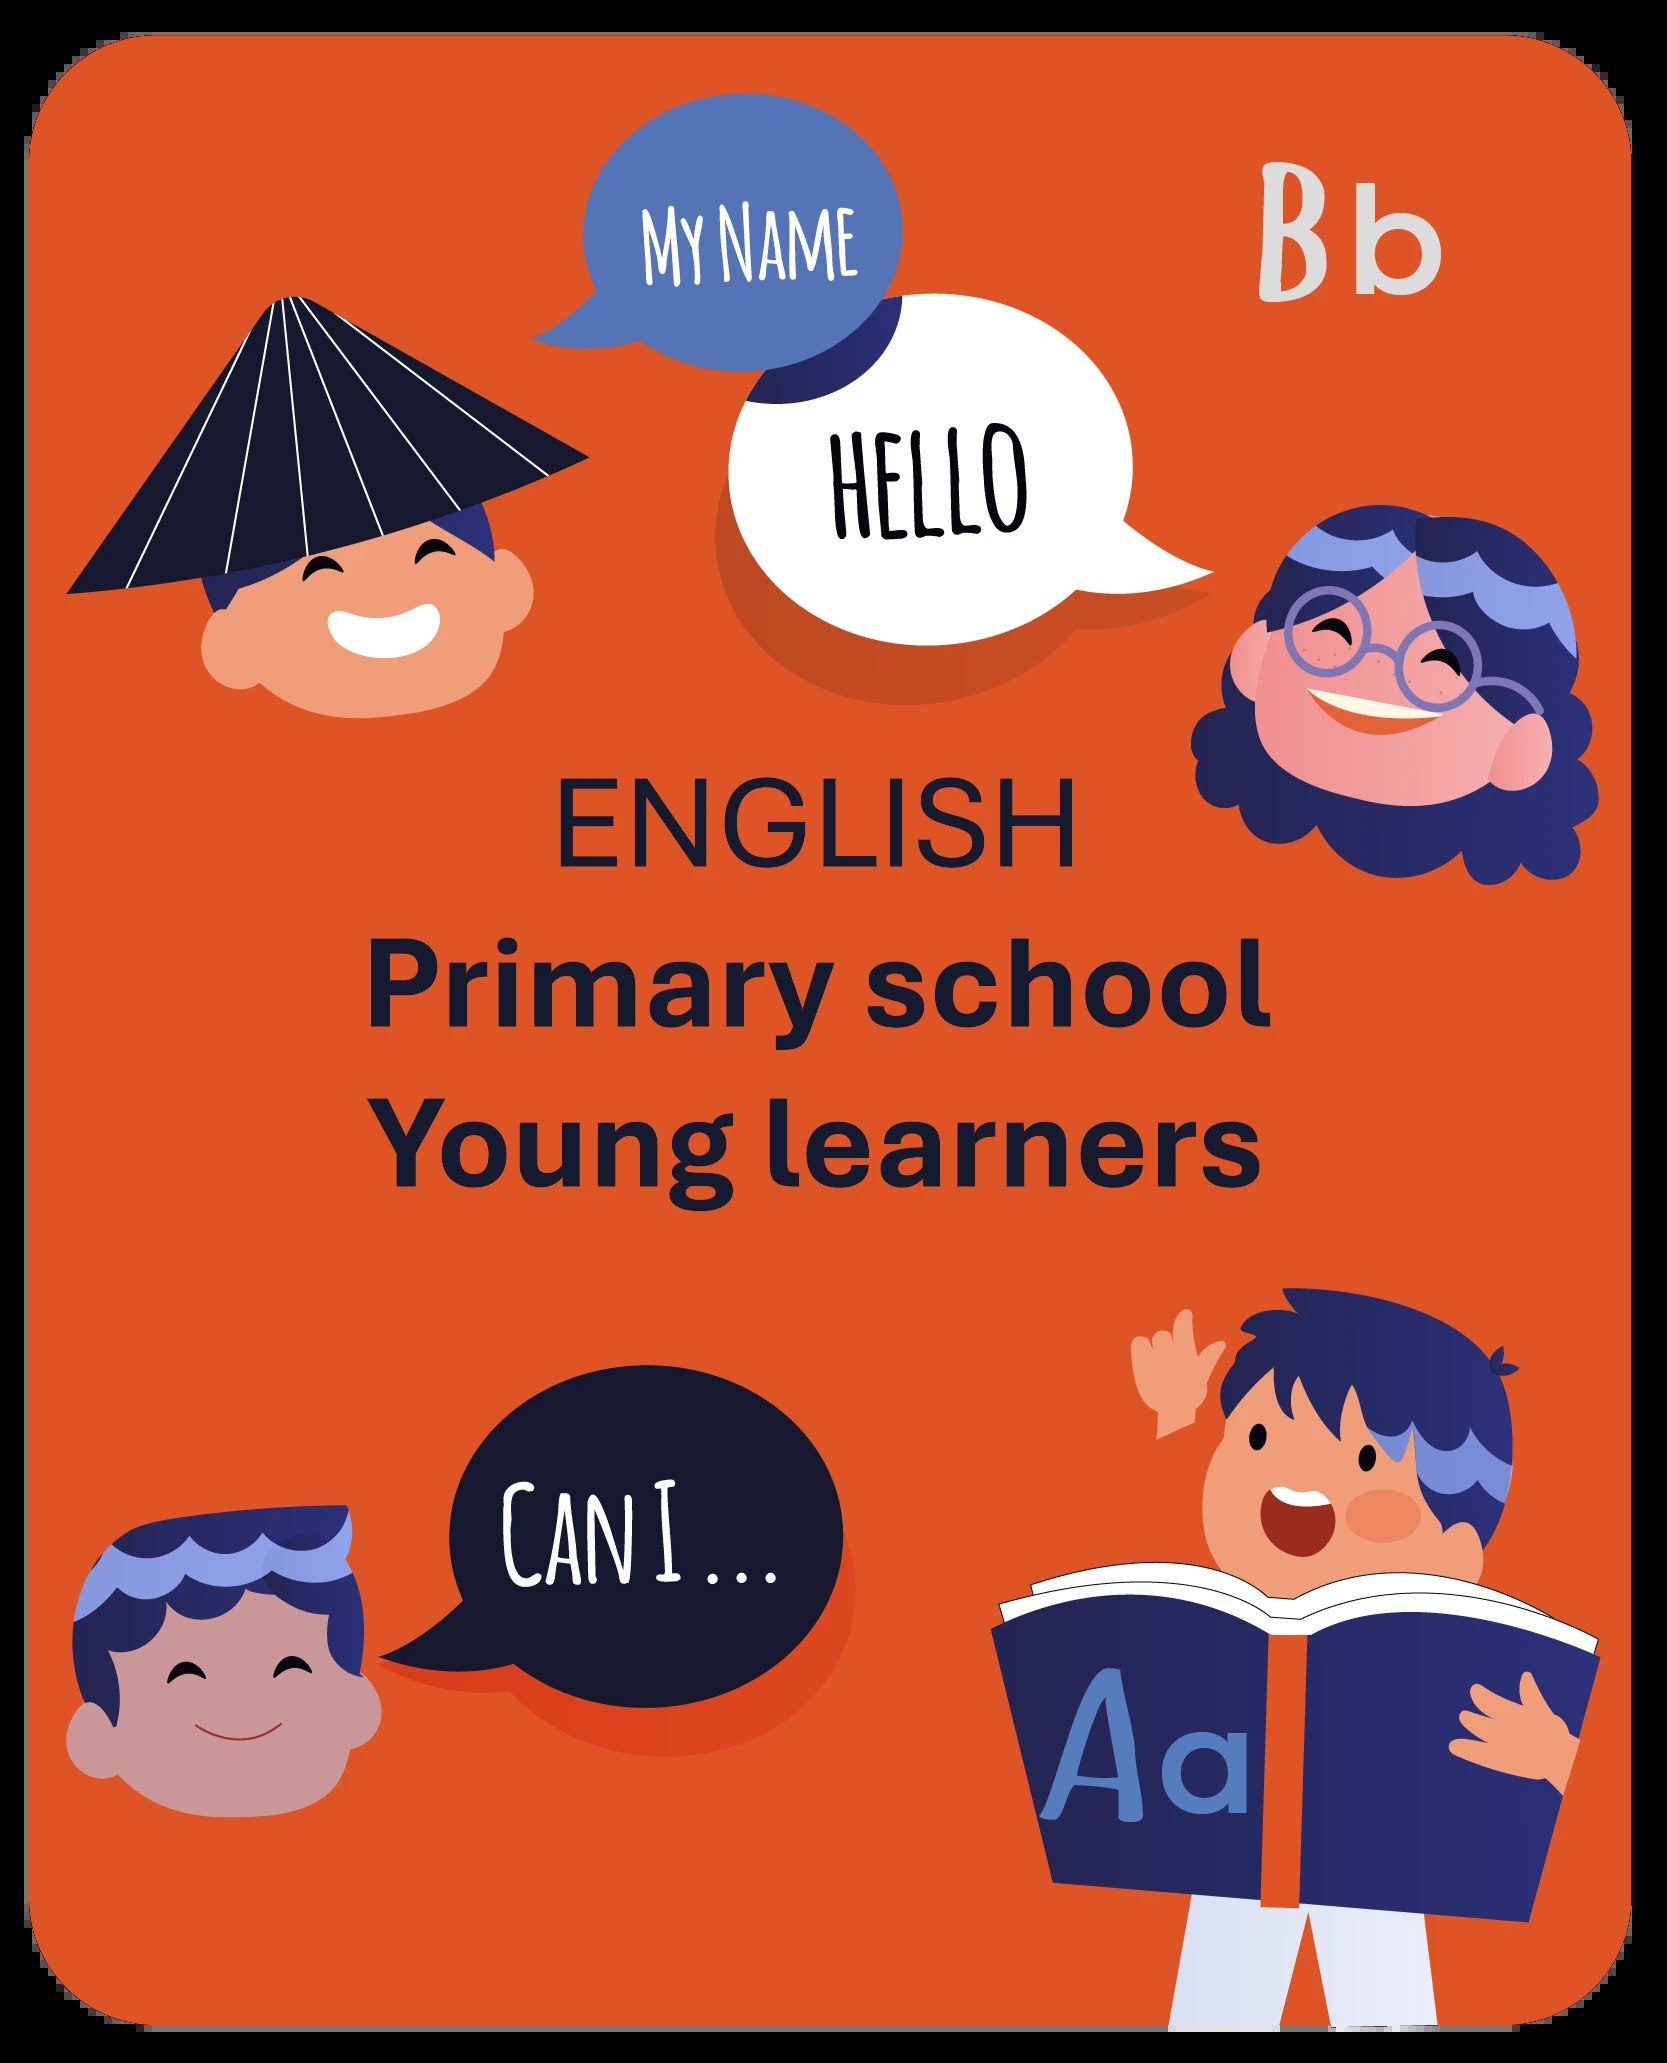 My Name
Bb
Hello
ENGLISH
Primary school
Young learners
Can I ...
Aa